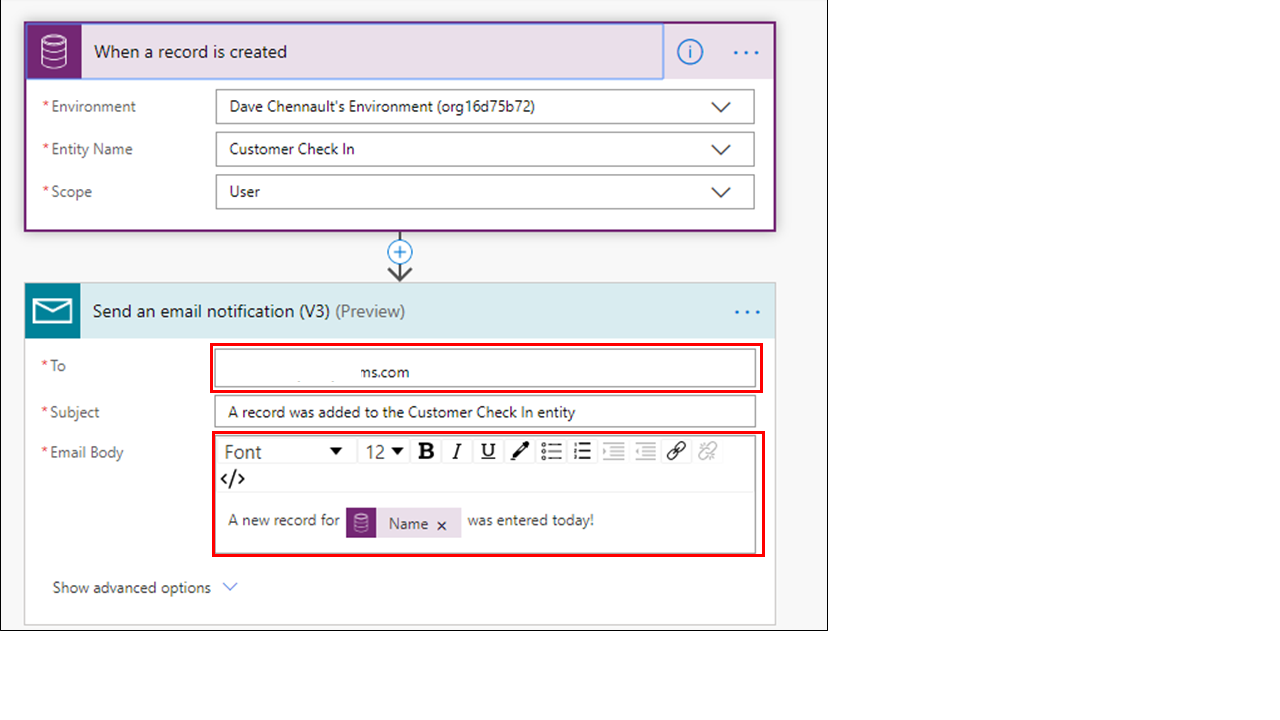 When a record is created
* Environment
Dave Chennault's Environment (org16d75b72)
* Entity Name
Customer Check In
* Scope
User
Send an email notification (V3) (Preview)
* To
ms.com
* Subject
A record was added to the Customer Check In entity
* Email Body
Font 12 B I U
</>
A new record for Name × was entered today!
Show advanced options